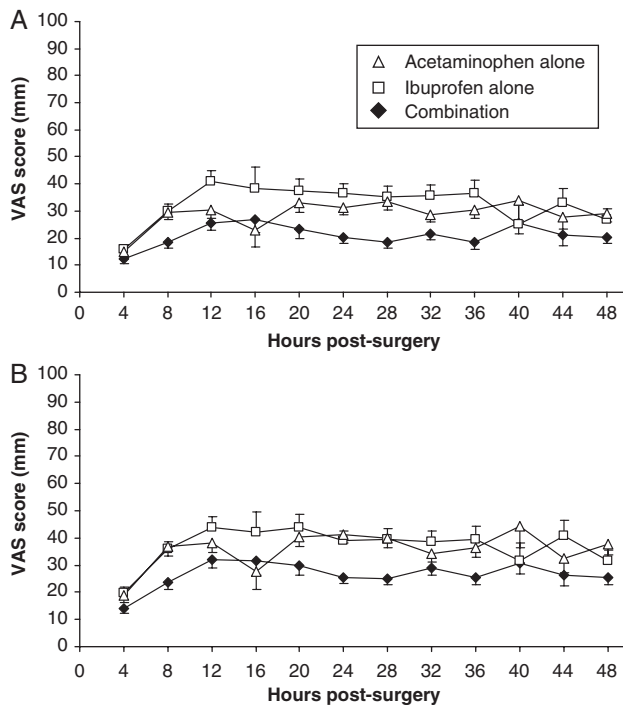 A
100
90
80
70
60
50
40
30
20
10
0
VAS score (mm)
Acetaminophen alone
Ibuprofen alone
Combination
0 4 8 12 16 20 24 28 32 36 40 44 48
Hours post-surgery
B
100
90
80
70
60
50
40
30
20
10
0
VAS score (mm)
0 4 8 12 16 20 24 28 32 36 40 44 48
Hours post-surgery